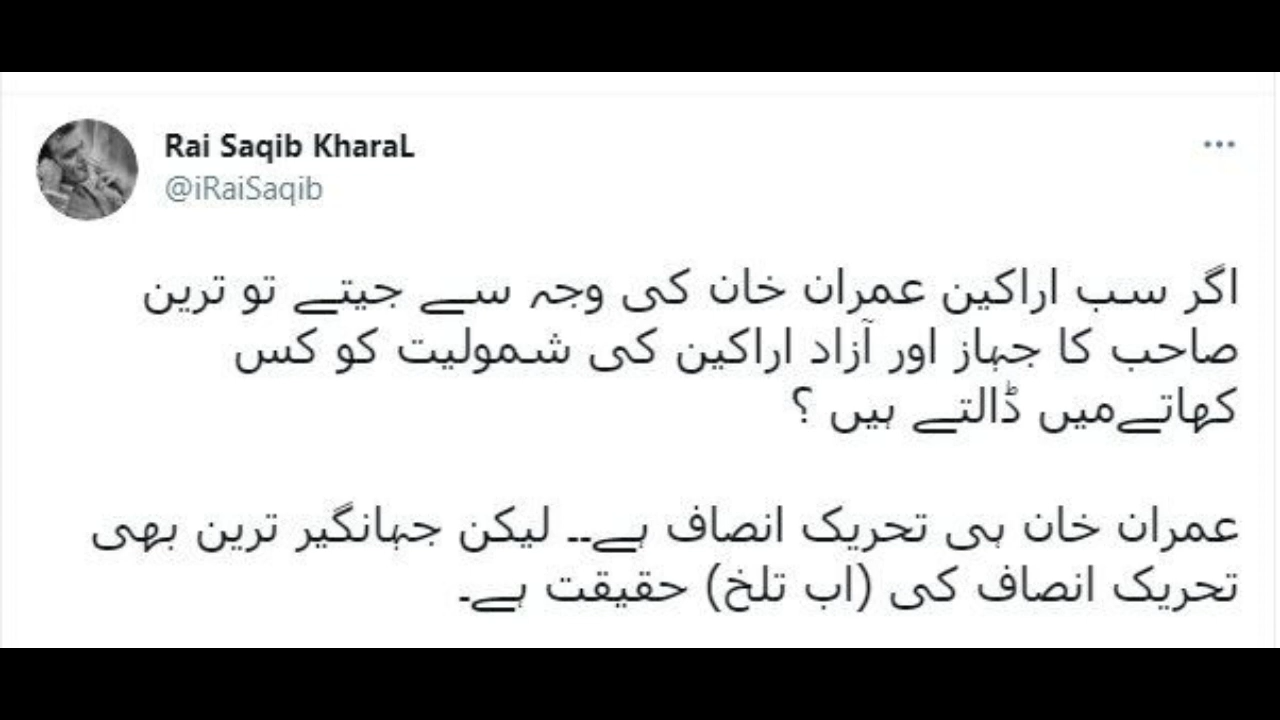 Rai Saqib KharaL
@iRaiSaqib
اگر سب اراکین عمران خان کی وجہ سے جیتے تو ترین
صاحب کا جہاز اور آزاد اراکین کی شمولیت کو کس
کھاتےمیں ڈالتے ہیں ؟
عمران خان ہی تحریک انصاف ہے۔۔ لیکن جہانگیر ترین بھی
تحریک انصاف کی (اب تلخ) حقیقت ہے۔